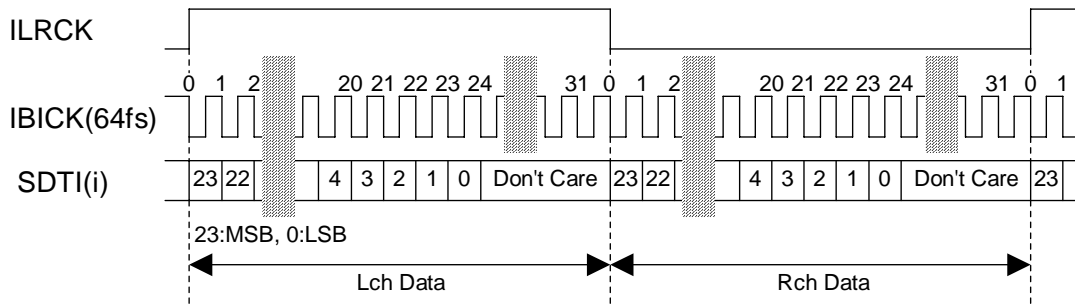 ILRCK
0 1 2 20 21 22 23 24 31 0 1 2 20 21 22 23 24 31 0 1
IBICK(64fs)
SDTI(i) 23 22 4 3 2 1 0 Don't Care 23 22 4 3 2 1 0 Don't Care 23
23:MSB, 0:LSB
Lch Data Rch Data